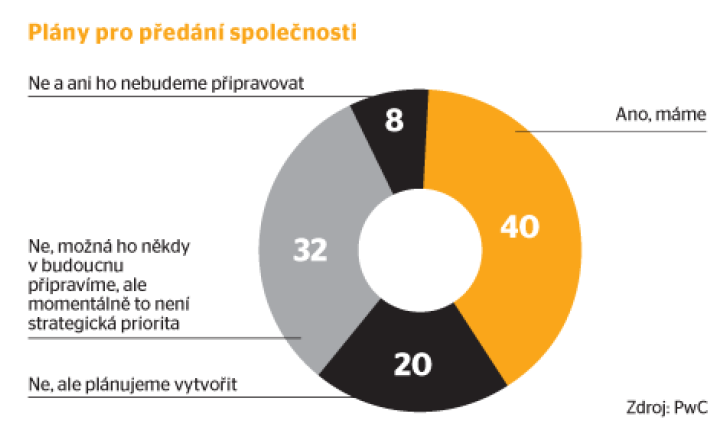 Plány pro předání společnosti
Ne a ani ho nebudeme připravovat
8
Ano, máme
40
Ne, možná ho někdy
v budoucnu
připravíme, ale
momentálně to není
strategická priorita
32
20
Ne, ale plánujeme vytvořit
Zdroj: PwC